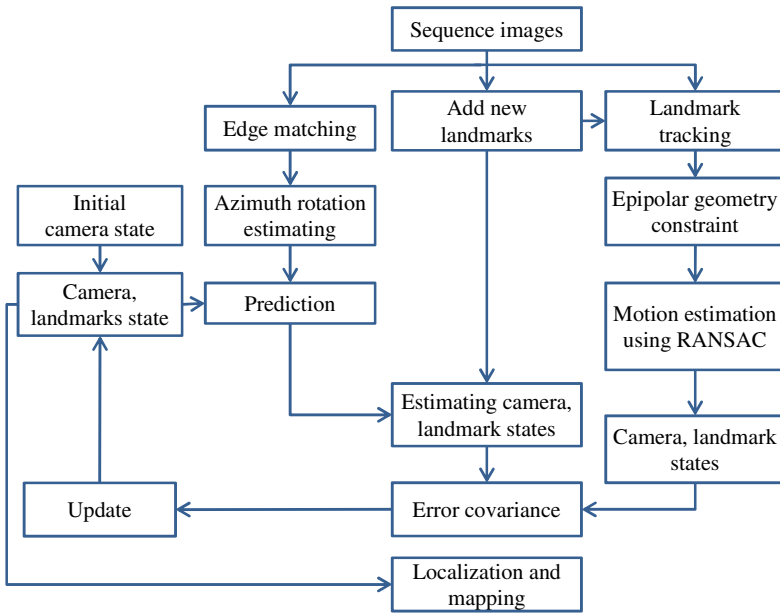 Sequence images
Edge matching
Add new
landmarks
Landmark
tracking
Initial
camera state
Azimuth rotation
estimating
Epipolar geometry
constraint
Camera,
landmarks state
Prediction
Motion estimation
using RANSAC
Estimating camera,
landmark states
Camera, landmark
states
Update
Error covariance
Localization and
mapping